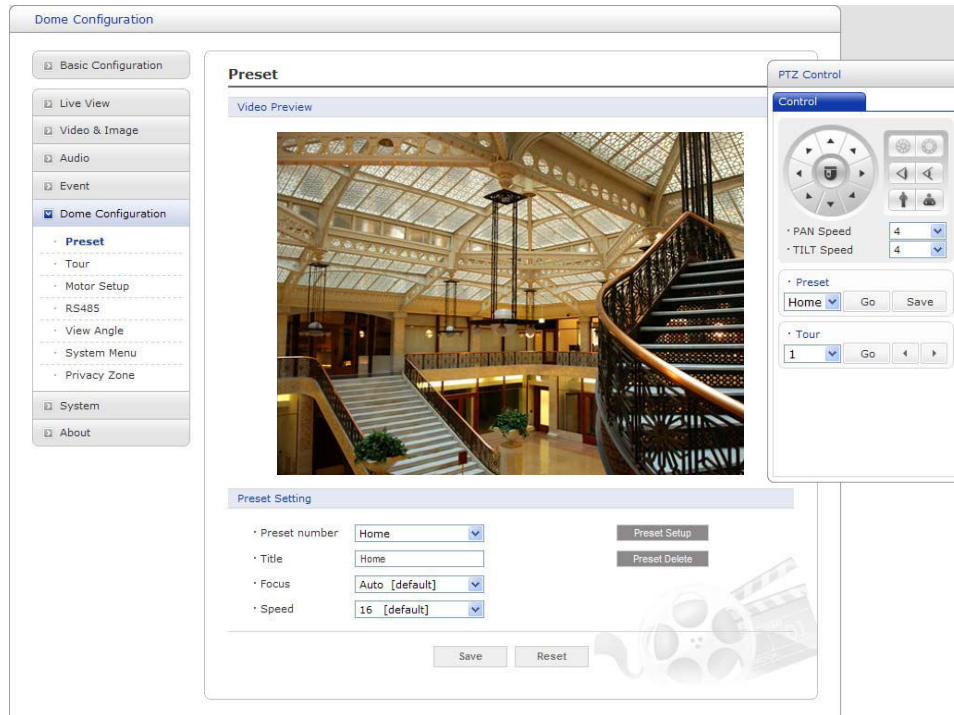 Dome Configuration
Basic Configuration
Live View
Video & Image
Audio
Event
Dome Configuration
Preset
Tour
Motor Setup
RS485
View Angle
System Menu
Privacy Zone
System
About
Preset
Video Preview
Preset Setting
Preset number Home Preset Setup
Title Home Preset Delete
Focus Auto [default]
Speed 16 [default]
Save Reset
PTZ Control
Control
PAN Speed 4
TILT Speed 4
Preset
Home Go Save
Tour
1 Go